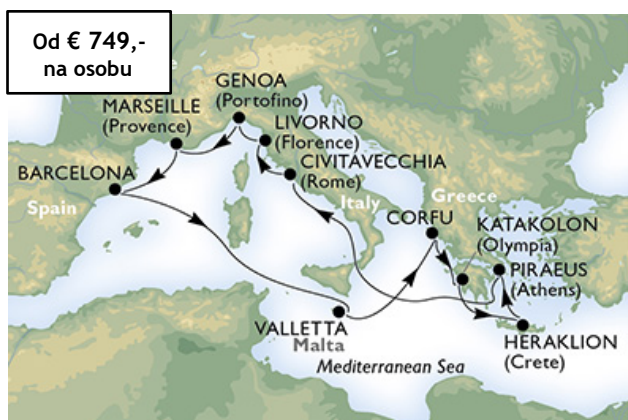 Od € 749,-
na osobu
GENOA
(Portofino)
MARSEILLE
(Provence)
LIVORNO
(Florence)
BARCELONA
CIVITAVECCHIA
(Rome)
Spain
Italy
Greece
CORFU
KATAKOLON
(Olympia)
PIRAEUS
(Athens)
VALLETTA
Malta
HERAKLION
(Crete)
Mediterranean Sea